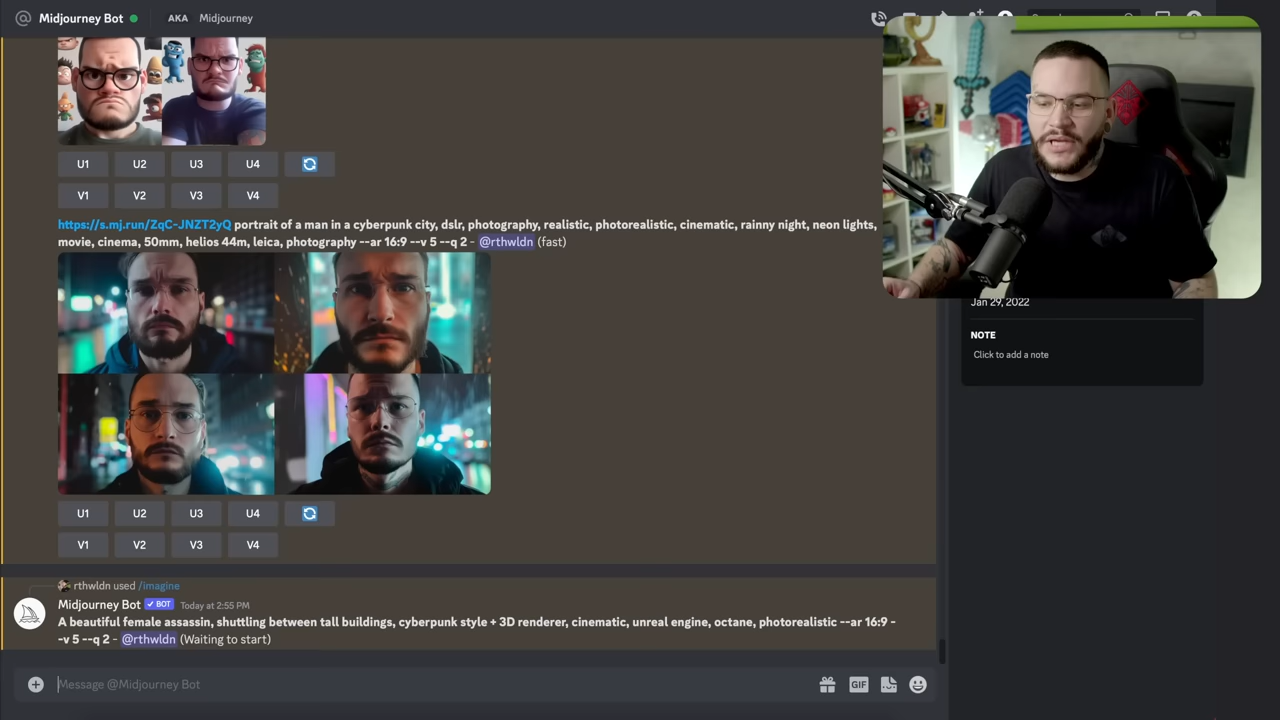 Midjourney Bot AKA Midjourney
U1 U2 U3 U4
V1 V2 V3 V4
https://s.mj.run/ZqC-JNZT2yQ portrait of a man in a cyberpunk city, dslr, photography, realistic, photorealistic, cinematic, rainny night, neon lights,
movie, cinema, 50mm, helios 44m, leica, photography --ar 16:9 --v 5 --q 2 - @rthwldn (fast)
Jan 29, 2022
NOTE
Click to add a note
U1 U2 U3 U4
V1 V2 V3 V4
rthwldn used /imagine
Midjourney Bot BOT Today at 2:55 PM
A beautiful female assassin, shuttling between tall buildings, cyberpunk style + 3D renderer, cinematic, unreal engine, octane, photorealistic --ar 16:9 -
-v 5 --q 2 - @rthwldn (Waiting to start)
Message @Midjourney Bot GIF